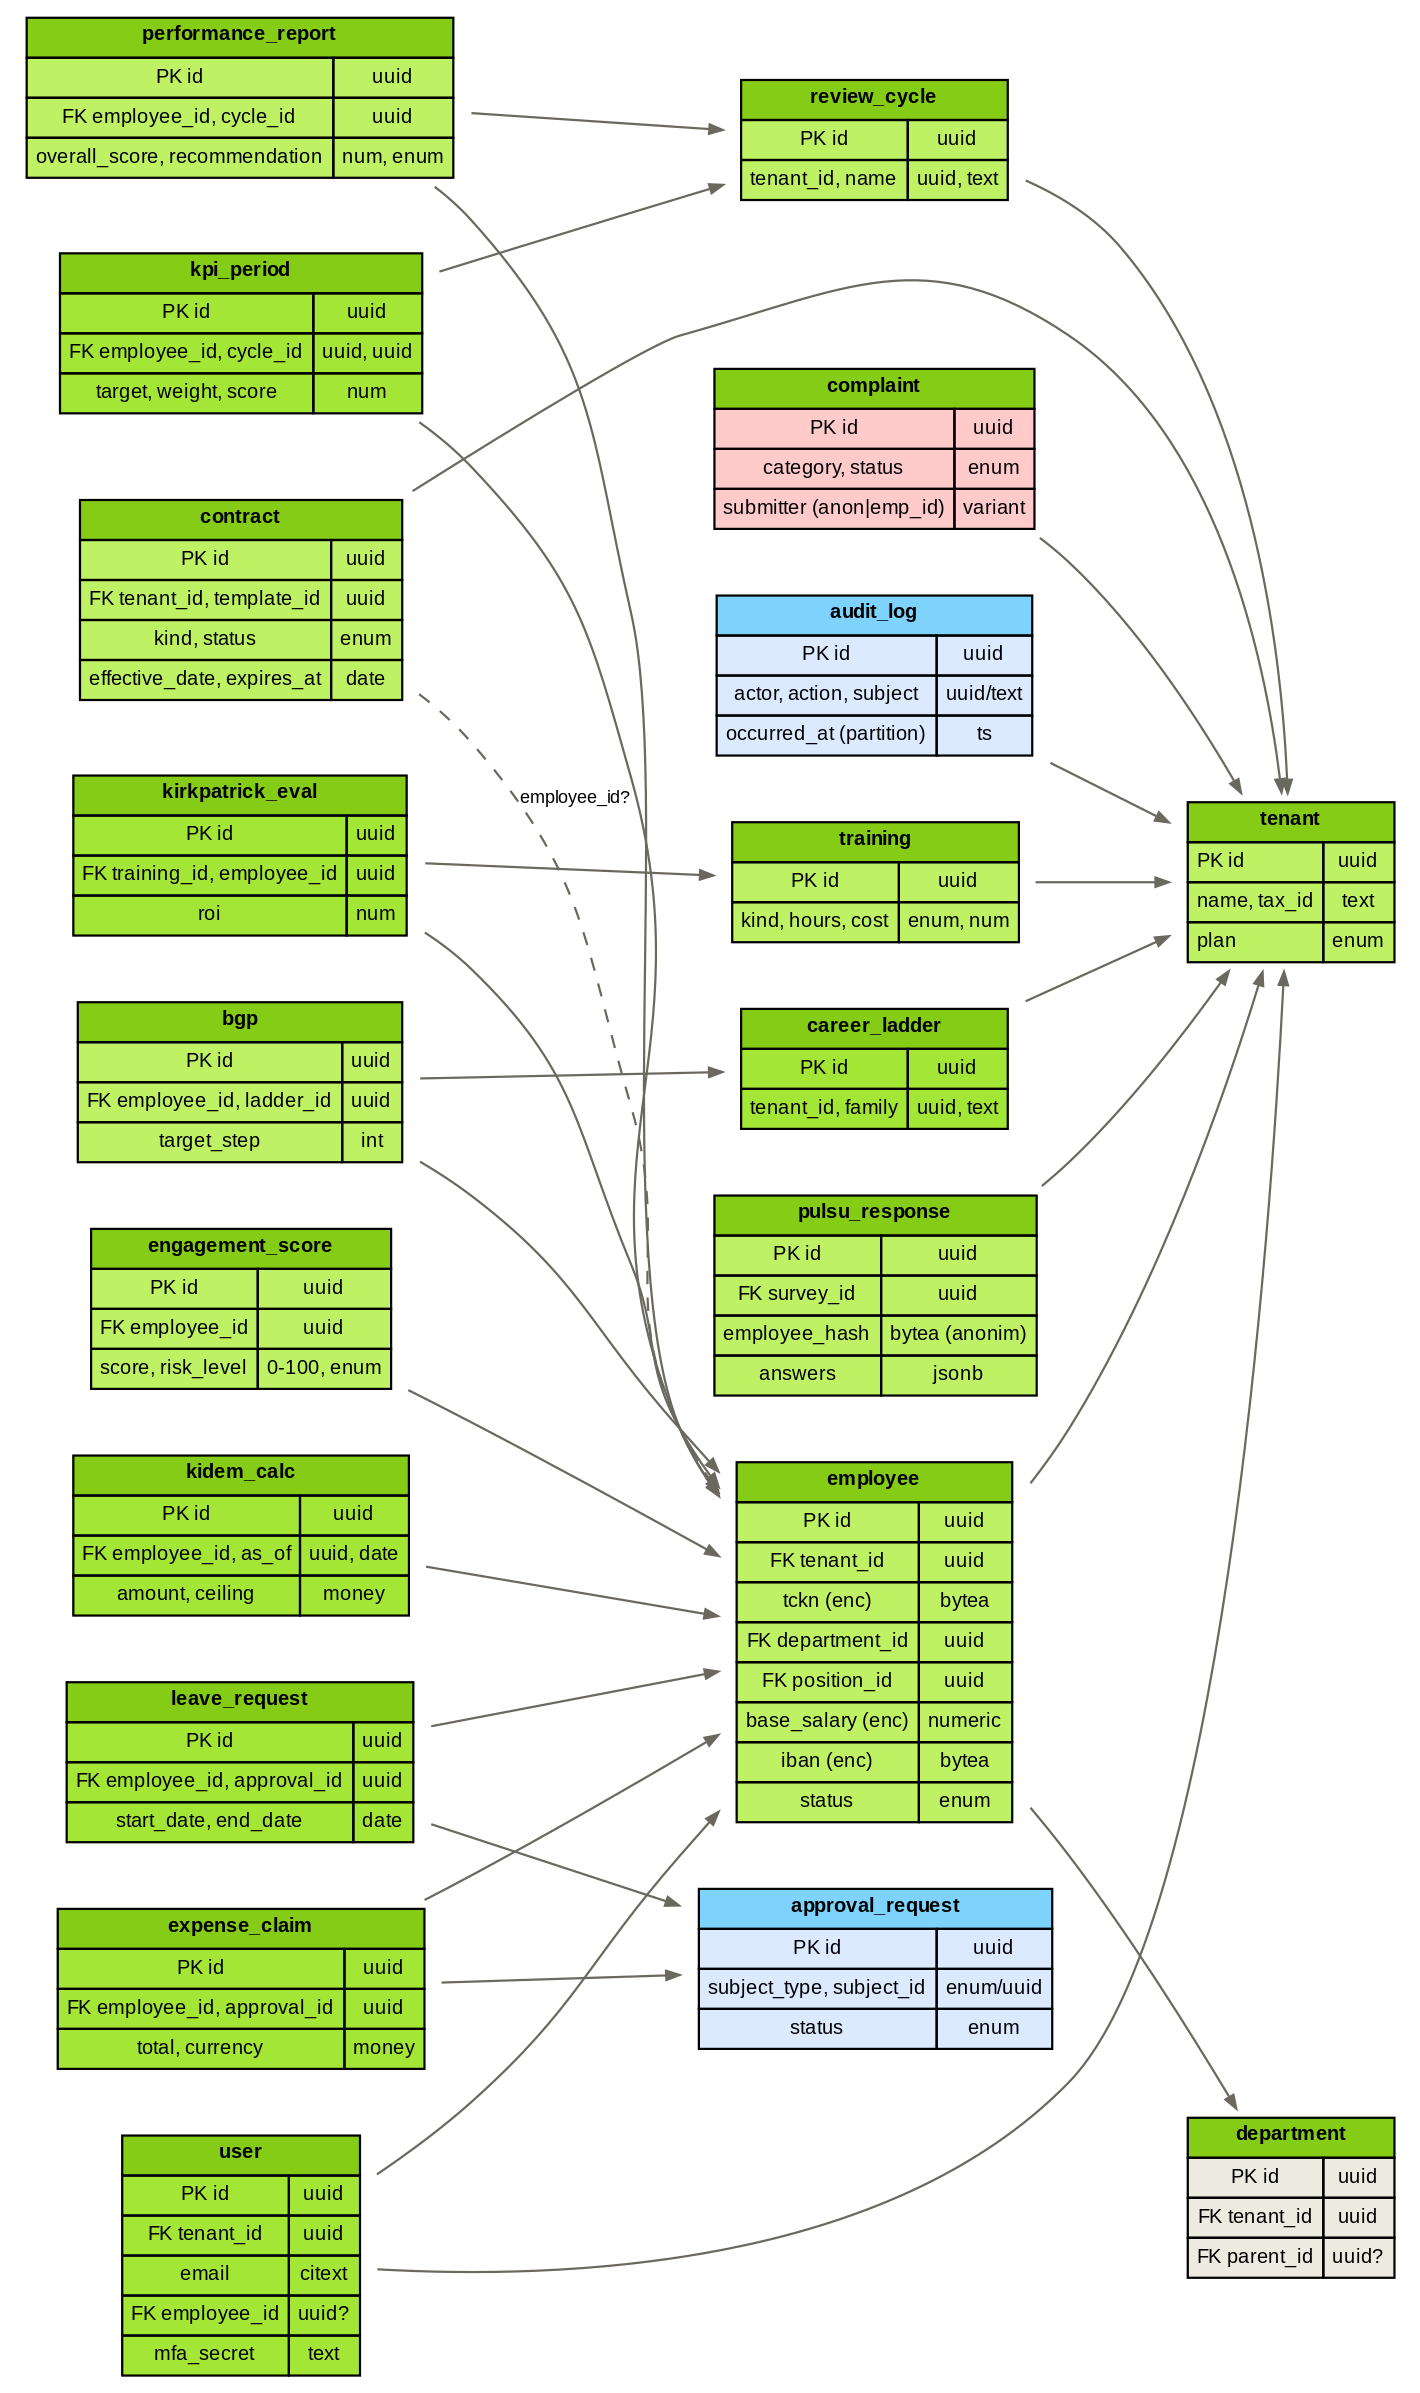 performance_report
PK id uuid
FK employee_id, cycle_id uuid
overall_score, recommendation num, enum
kpi_period
PK id uuid
FK employee_id, cycle_id uuid, uuid
target, weight, score num
contract
PK id uuid
FK tenant_id, template_id uuid
kind, status enum
effective_date, expires_at date
kirkpatrick_eval
PK id uuid
FK training_id, employee_id uuid
roi num
bgp
PK id uuid
FK employee_id, ladder_id uuid
target_step int
engagement_score
PK id uuid
FK employee_id uuid
score, risk_level 0-100, enum
kidem_calc
PK id uuid
FK employee_id, as_of uuid, date
amount, ceiling money
leave_request
PK id uuid
FK employee_id, approval_id uuid
start_date, end_date date
expense_claim
PK id uuid
FK employee_id, approval_id uuid
total, currency money
user
PK id uuid
FK tenant_id uuid
email citext
FK employee_id uuid?
mfa_secret text
employee_id?
review_cycle
PK id uuid
tenant_id, name uuid, text
complaint
PK id uuid
category, status enum
submitter (anon|emp_id) variant
audit_log
PK id uuid
actor, action, subject uuid/text
occurred_at (partition) ts
training
PK id uuid
kind, hours, cost enum, num
career_ladder
PK id uuid
tenant_id, family uuid, text
pulsu_response
PK id uuid
FK survey_id uuid
employee_hash bytea (anonim)
answers jsonb
employee
PK id uuid
FK tenant_id uuid
tckn (enc) bytea
FK department_id uuid
FK position_id uuid
base_salary (enc) numeric
iban (enc) bytea
status enum
approval_request
PK id uuid
subject_type, subject_id enum/uuid
status enum
tenant
PK id uuid
name, tax_id text
plan enum
department
PK id uuid
FK tenant_id uuid
FK parent_id uuid?